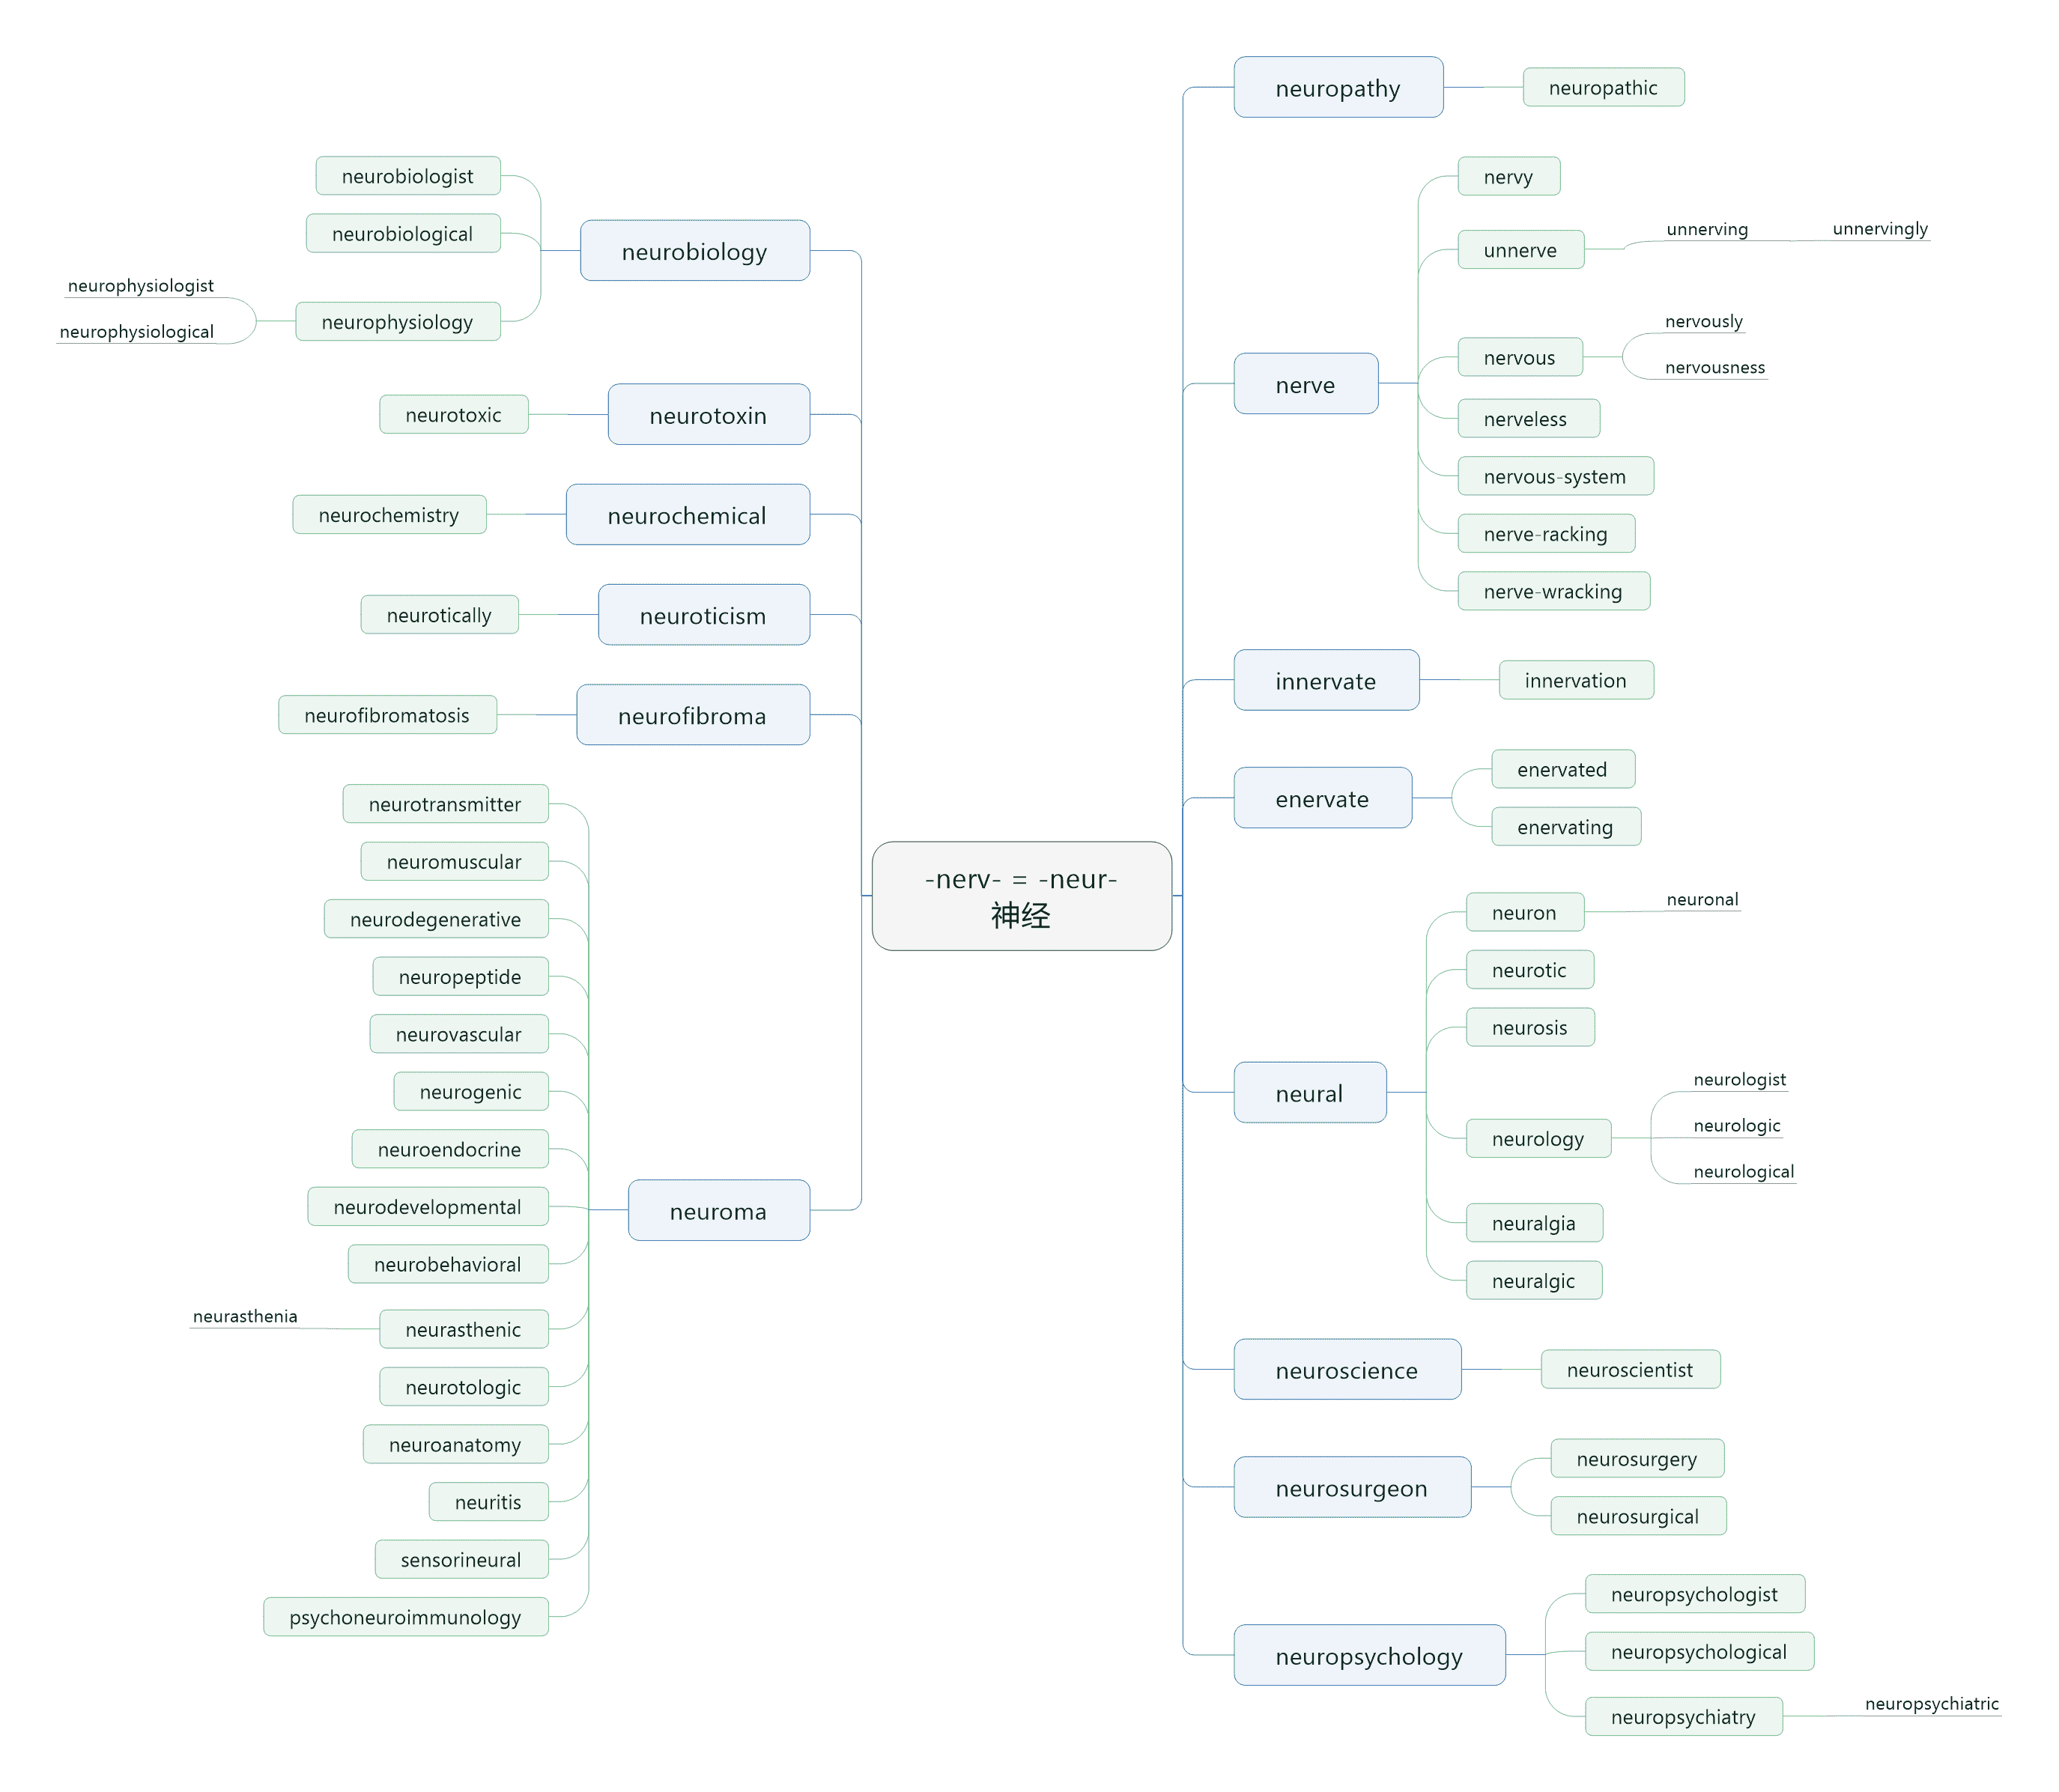 -nerv- = -neur-
神经
neuropathy
neuropathic
nerve
nervy
unnerve
unnerving
unnervingly
nervous
nervously
nervousness
nerveless
nervous-system
nerve-racking
nerve-wracking
innervate
innervation
enervate
enervated
enervating
neural
neuron
neuronal
neurotic
neurosis
neurology
neurologist
neurologic
neurological
neuralgia
neuralgic
neuroscience
neuroscientist
neurosurgeon
neurosurgery
neurosurgical
neuropsychology
neuropsychologist
neuropsychological
neuropsychiatry
neuropsychiatric
neurobiology
neurobiologist
neurobiological
neurophysiology
neurophysiologist
neurophysiological
neurotoxin
neurotoxic
neurochemical
neurochemistry
neuroticism
neurotically
neurofibroma
neurofibromatosis
neuroma
neurotransmitter
neuromuscular
neurodegenerative
neuropeptide
neurovascular
neurogenic
neuroendocrine
neurodevelopmental
neurobehavioral
neurasthenic
neurasthenia
neurotologic
neuroanatomy
neuritis
sensorineural
psychoneuroimmunology